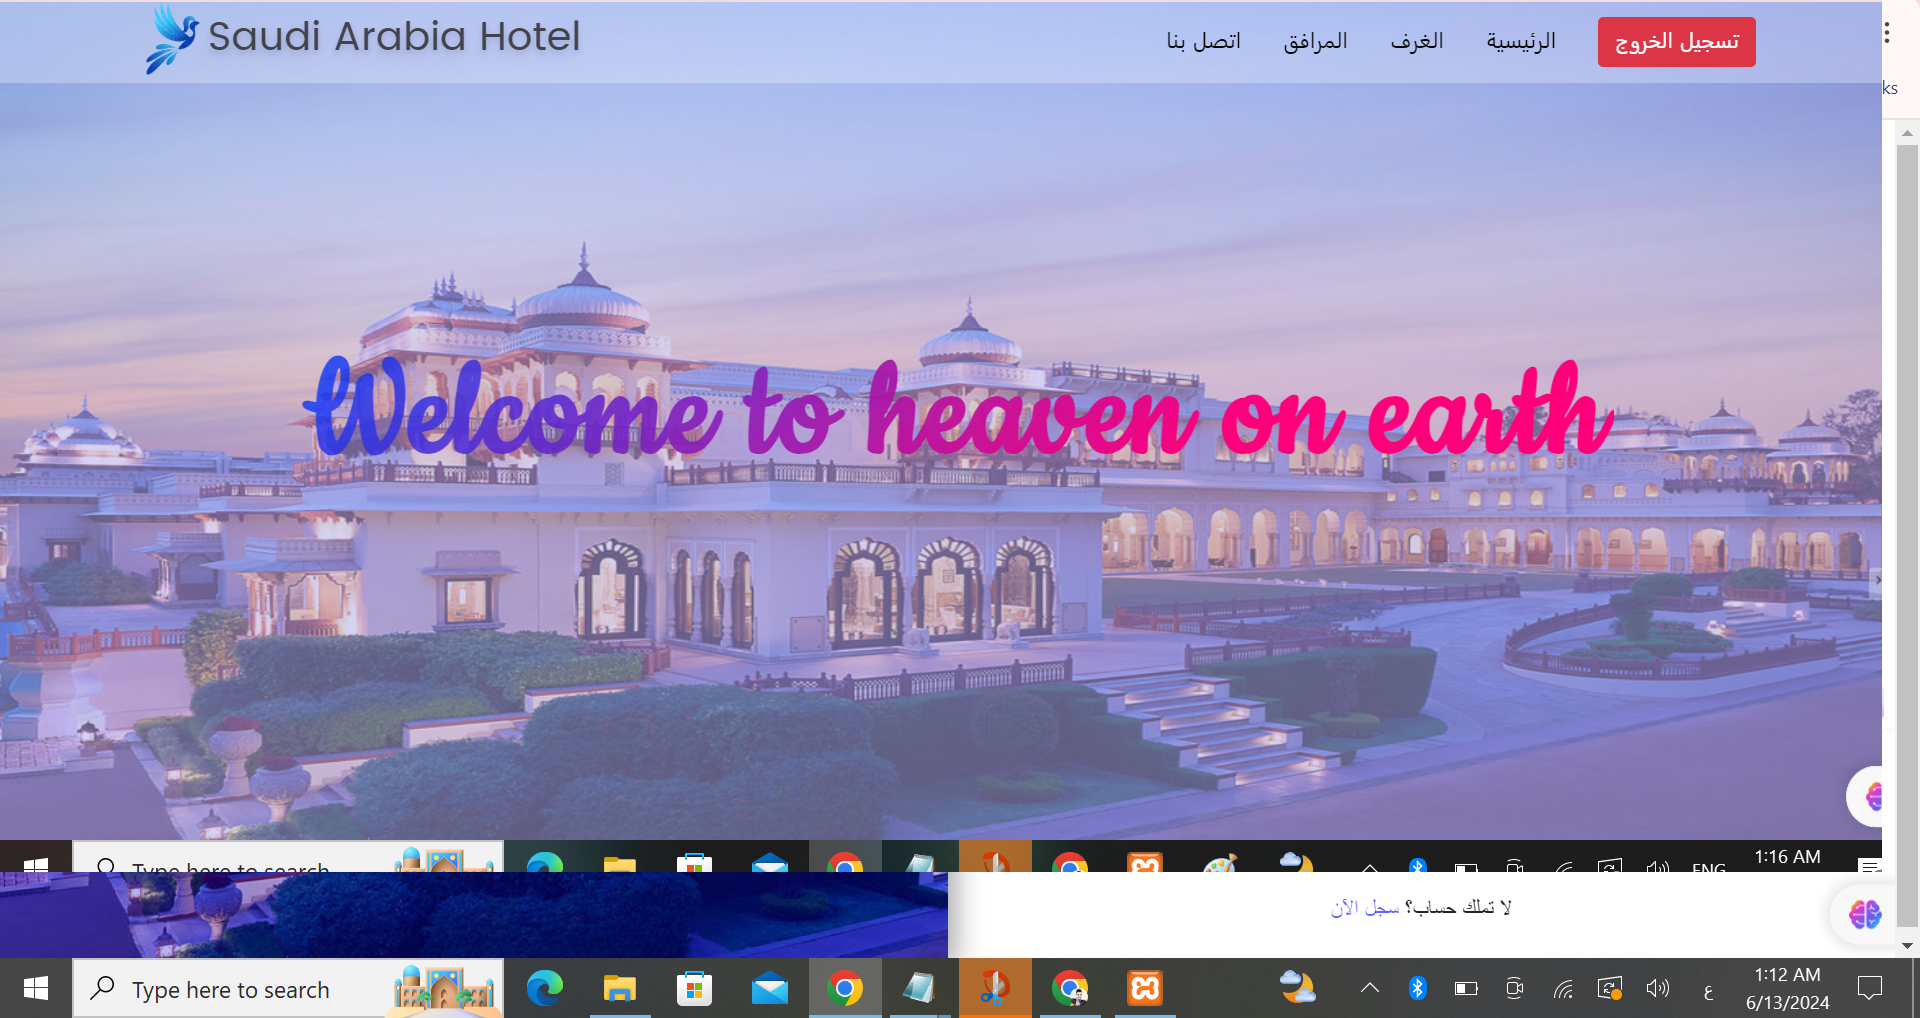 Saudi Arabia Hotel
تسجيل الخروج
الرئيسية
الغرف
المرافق
اتصل بنا
ks
Welcome to heaven on earth
Type here to search
ENG
1:16 AM
لا تملك حساب؟ سجل الآن
Type here to search
ع
1:12 AM
6/13/2024